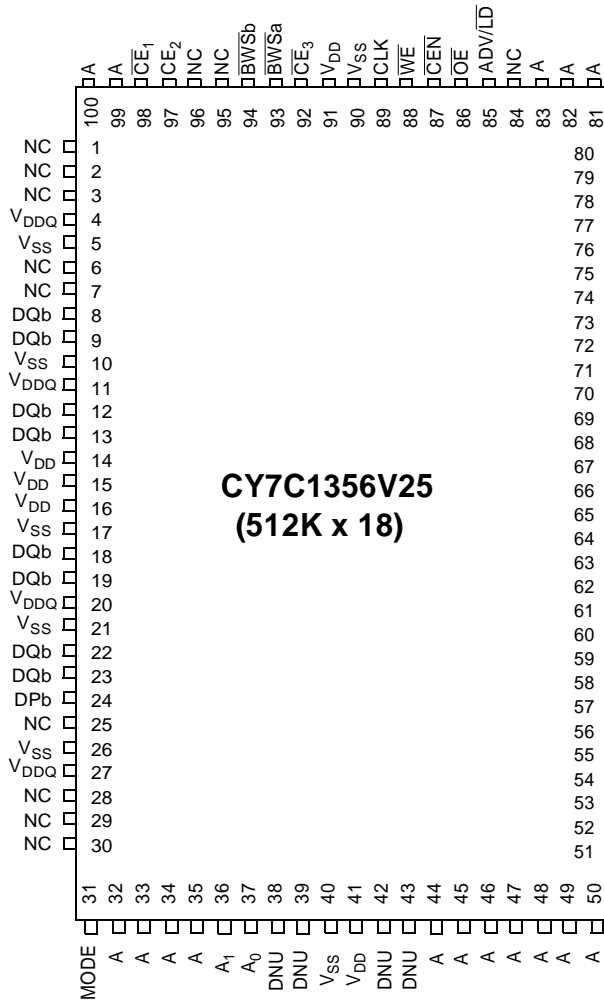 A A CE1 CE2 NC NC BWSb BWSa CE3 VDD VSS CLK WE CEN OE ADV/LD NC A A A
100 99 98 97 96 95 94 93 92 91 90 89 88 87 86 85 84 83 82 81
NC 1 80
NC 2 79
NC 3 78
VDDQ 4 77
VSS 5 76
NC 6 75
NC 7 74
DQb 8 73
DQb 9 72
VSS 10 71
VDDQ 11 70
DQb 12 69
DQb 13 68
VDD 14 67
VDD 15 66
VDD 16 65
VSS 17 64
DQb 18 63
DQb 19 62
VDDQ 20 61
VSS 21 60
DQb 22 59
DQb 23 58
DPb 24 57
NC 25 56
VSS 26 55
VDDQ 27 54
NC 28 53
NC 29 52
NC 30 51
CY7C1356V25
(512K x 18)
31 32 33 34 35 36 37 38 39 40 41 42 43 44 45 46 47 48 49 50
MODE A A A A A1 A0 DNU DNU VSS VDD DNU DNU A A A A A A A